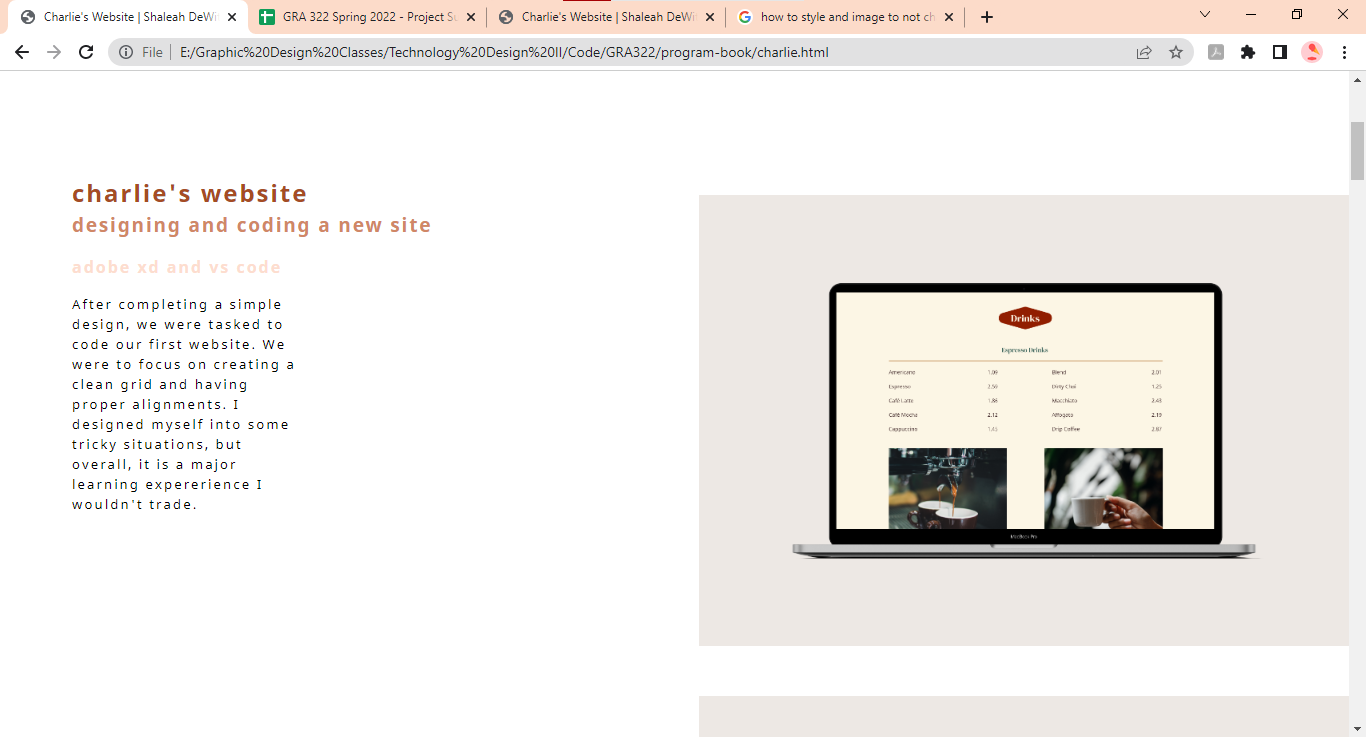 Charlie's Website | Shaleah DeWi
GRA 322 Spring 2022 - Project Su
Charlie's Website | Shaleah DeWi
how to style and image to not ch
File
E:/Graphic%20Design%20Classes/Technology%20Design%20II/Code/GRA322/program-book/charlie.html
charlie's website
designing and coding a new site
adobe xd and vs code
After completing a simple
design, we were tasked to
code our first website. We
were to focus on creating a
clean grid and having
proper alignments. I
designed myself into some
tricky situations, but
overall, it is a major
learning expererience I
wouldn't trade.
Drinks
Espresso Drinks
Americano 1.09 Blend 2.01
Espresso 2.59 Dirty Chai 1.25
Café Latte 1.86 Macchiato 2.43
Café Mocha 2.12 Affogato 2.19
Cappuccino Drip Coffee 2.87
MacBook Pro